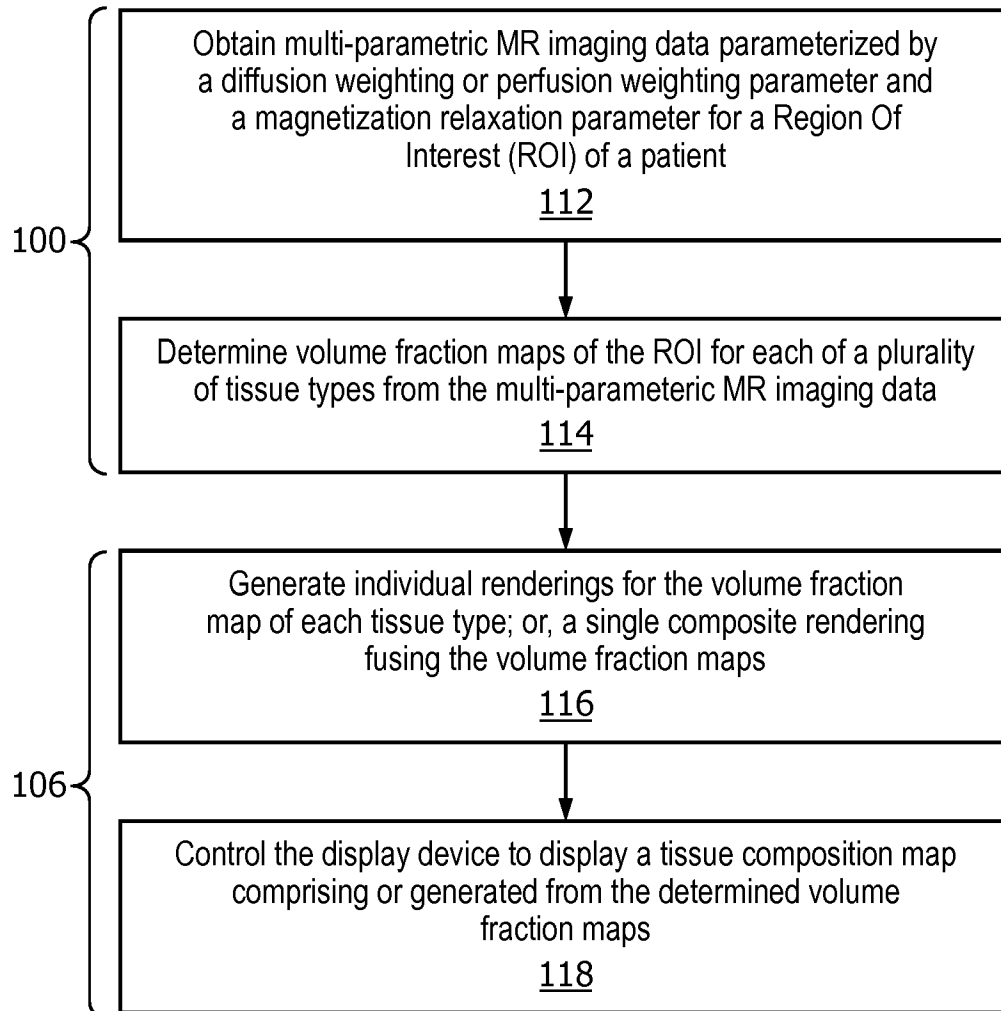 Obtain multi-parametric MR imaging data parameterized by
a diffusion weighting or perfusion weighting parameter and
a magnetization relaxation parameter for a Region Of
Interest (ROI) of a patient
112
100
Determine volume fraction maps of the ROI for each of a plurality
of tissue types from the multi-parameteric MR imaging data
114
Generate individual renderings for the volume fraction
map of each tissue type; or, a single composite rendering
fusing the volume fraction maps
116
106
Control the display device to display a tissue composition map
comprising or generated from the determined volume
fraction maps
118